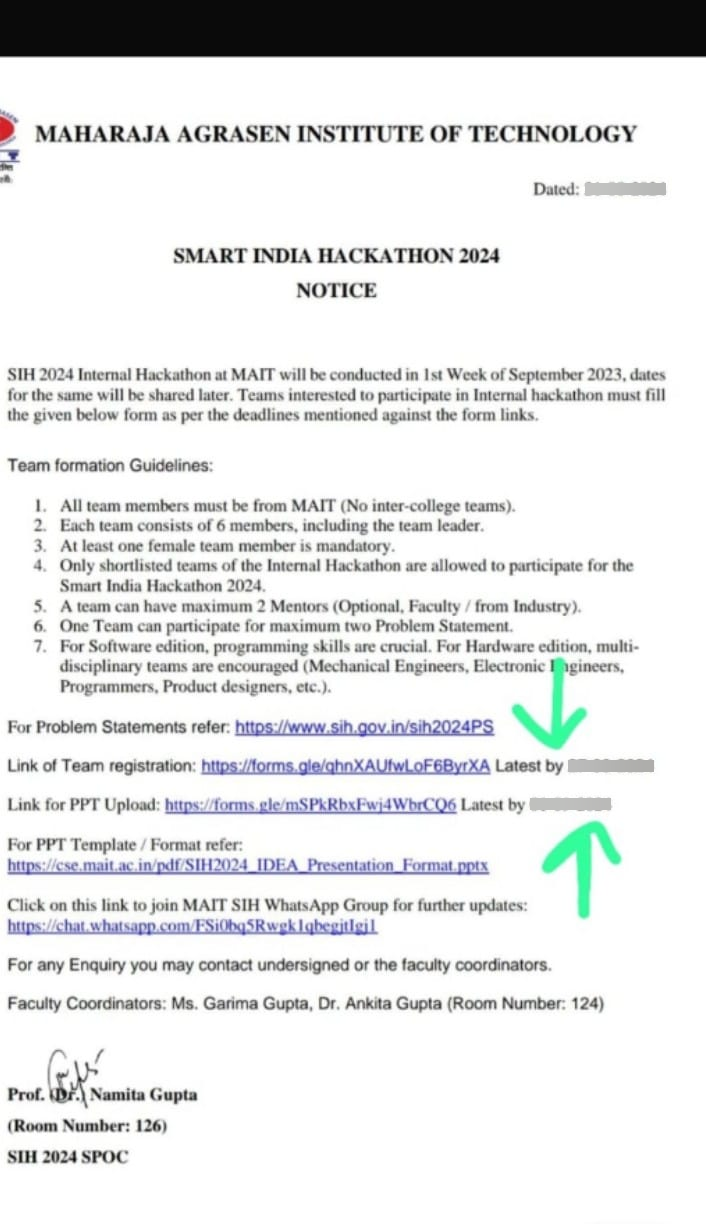 MAHARAJA AGRASEN INSTITUTE OF TECHNOLOGY
Dated:
SMART INDIA HACKATHON 2024
NOTICE
SIH 2024 Internal Hackathon at MAIT will be conducted in 1st Week of September 2023, dates
for the same will be shared later. Teams interested to participate in Internal hackathon must fill
the given below form as per the deadlines mentioned against the form links.
Team formation Guidelines:
1. All team members must be from MAIT (No inter-college teams).
2. Each team consists of 6 members, including the team leader.
3. At least one female team member is mandatory.
4. Only shortlisted teams of the Internal Hackathon are allowed to participate for the
Smart India Hackathon 2024.
5. A team can have maximum 2 Mentors (Optional, Faculty / from Industry).
6. One Team can participate for maximum two Problem Statement.
7. For Software edition, programming skills are crucial. For Hardware edition, multi-
disciplinary teams are encouraged (Mechanical Engineers, Electronic Engineers,
Programmers, Product designers, etc.).
For Problem Statements refer: https://www.sih.gov.in/sih2024PS
Link of Team registration: https://forms.gle/qhnXAUfwLoF6ByrXA Latest by
Link for PPT Upload: https://forms.gle/mSPkRbxFwj4WbrCQ6 Latest by
For PPT Template / Format refer:
https://cse.mait.ac.in/pdf/SIH2024_IDEA_Presentation_Format.pptx
Click on this link to join MAIT SIH WhatsApp Group for further updates:
https://chat.whatsapp.com/FSi0bq5Rwgk1qbegjtIgj1
For any Enquiry you may contact undersigned or the faculty coordinators.
Faculty Coordinators: Ms. Garima Gupta, Dr. Ankita Gupta (Room Number: 124)
Prof. (Dr.) Namita Gupta
(Room Number: 126)
SIH 2024 SPOC